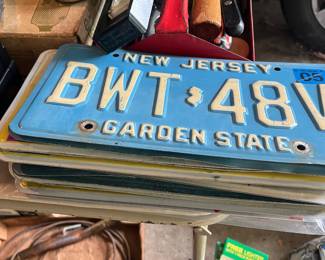 NEW JERSEY
BWT 48V
GARDEN STATE